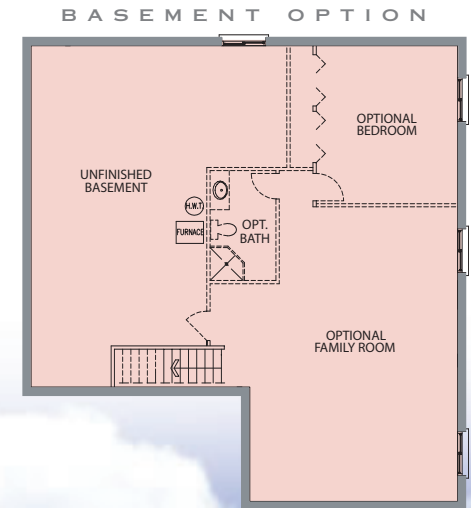 BASEMENT OPTION
OPTIONAL
BEDROOM
UNFINISHED
BASEMENT
H.W.T.
FURNACE
OPT.
BATH
OPTIONAL
FAMILY ROOM